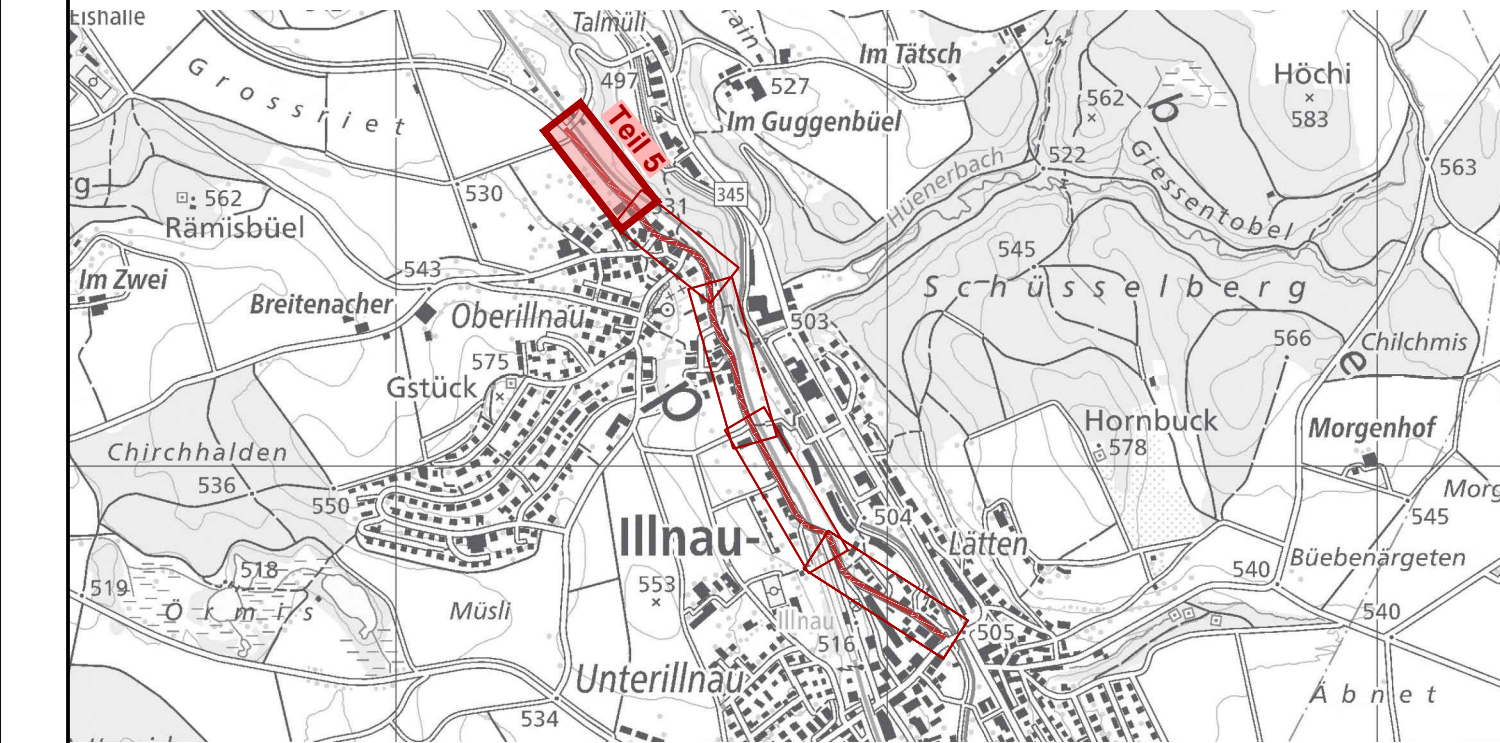 Eishalle
Talmüli
Im Tätsch
Grossriet
497
527
Höchi
562
583
b
Im Guggenbüel
Teil 5
Hüenerbach
522
Giessentobel
563
530
345
562
Rämisbüel
531
545
543
Im Zwei
Breitenacher
Oberillnau
Schüsselberg
503
566
Chilchmis
e
575
Gstück
p
Hornbuck
578
Morgenhof
Chirchhalden
536
550
Illnau-
504
Lätten
545
Büebenärgeten
518
519
Örmis
Müsli
553
540
540
Illnau
516
505
Unterillnau
Abnet
534